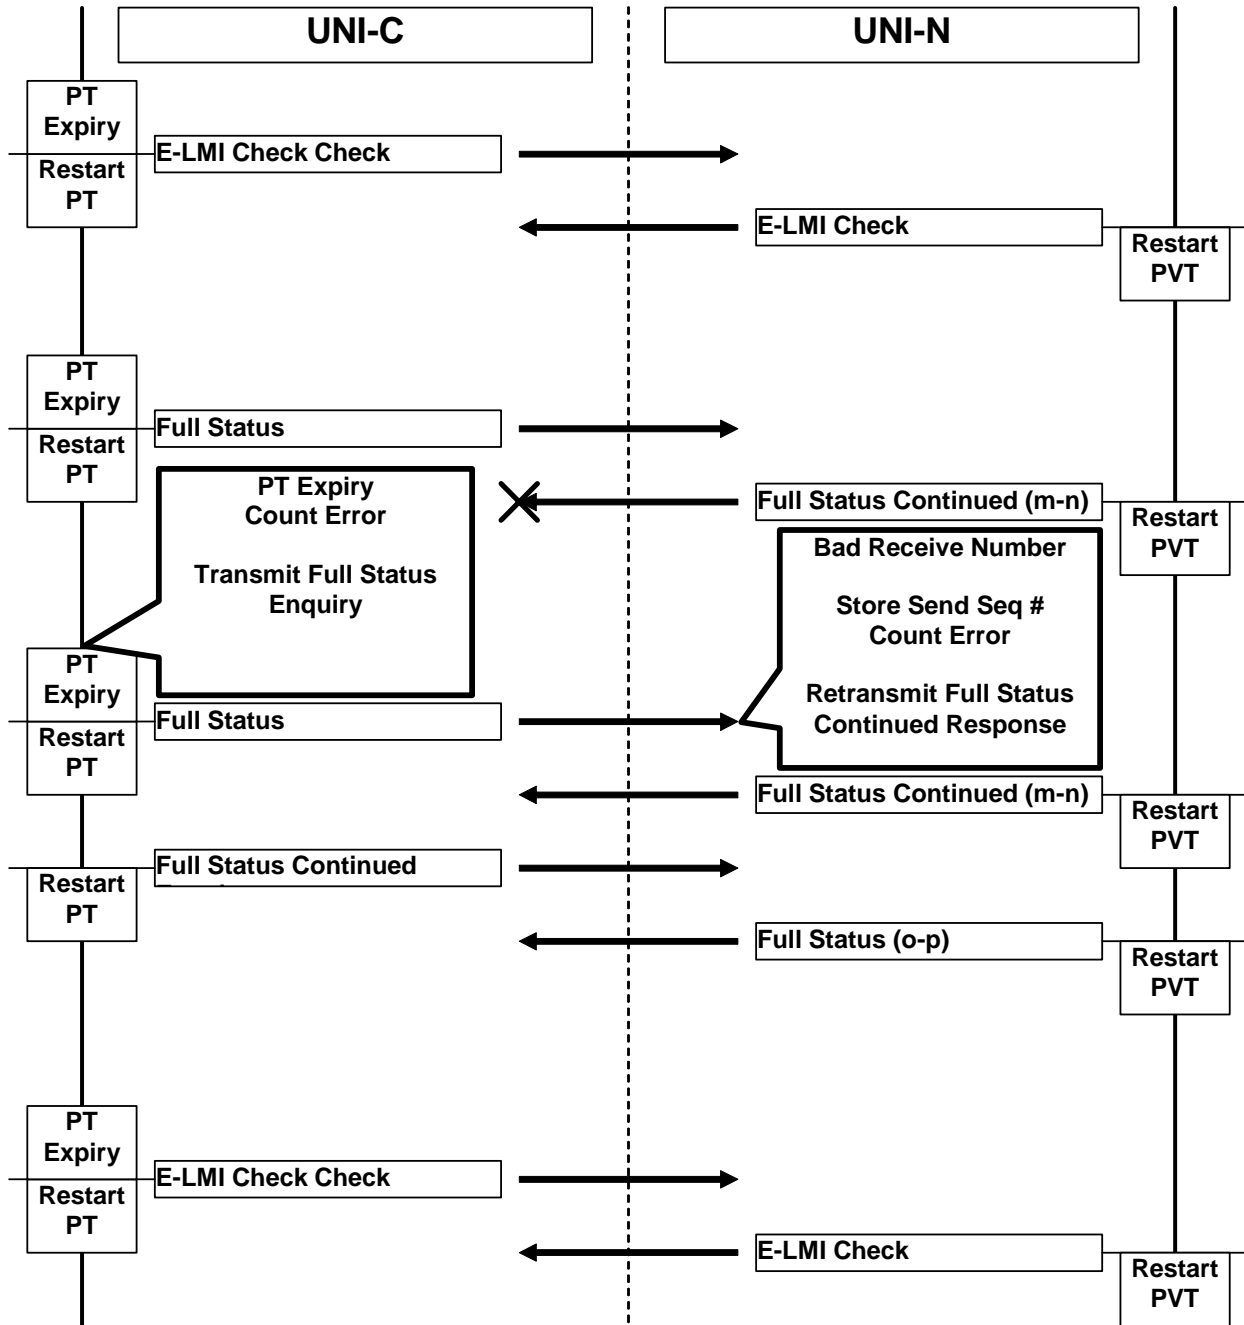 UNI-C
UNI-N
PT
Expiry
Restart
PT
E-LMI Check Check
E-LMI Check
Restart
PVT
PT
Expiry
Restart
PT
Full Status
PT Expiry
Count Error
Transmit Full Status
Enquiry
Full Status Continued (m-n)
Restart
PVT
Bad Receive Number
Store Send Seq #
Count Error
Retransmit Full Status
Continued Response
PT
Expiry
Restart
PT
Full Status
Full Status Continued (m-n)
Restart
PVT
Restart
PT
Full Status Continued
Full Status (o-p)
Restart
PVT
PT
Expiry
Restart
PT
E-LMI Check Check
E-LMI Check
Restart
PVT